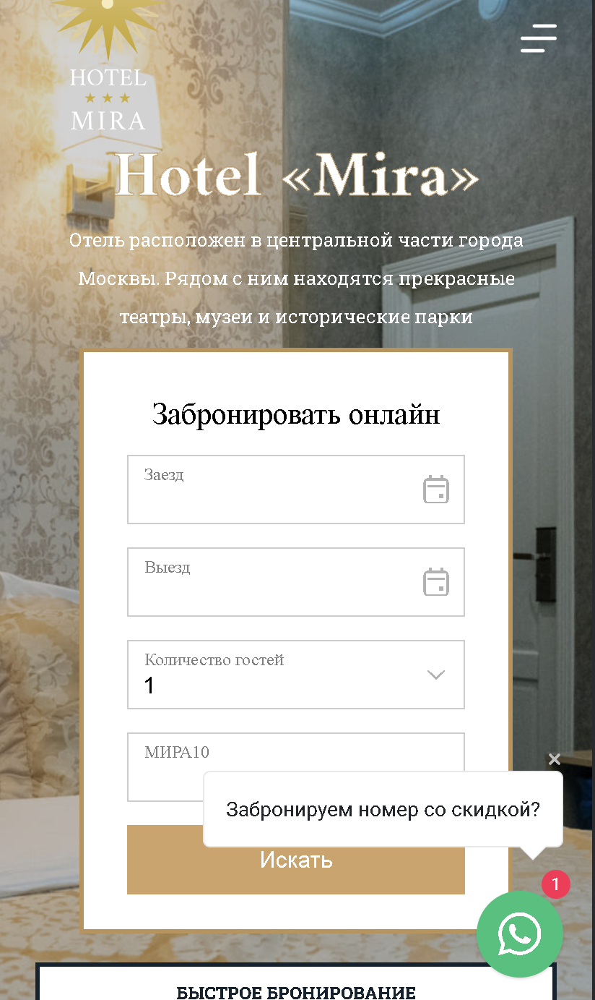 HOTEL
MIRA
Hotel «Mira»
Отель расположен в центральной части города
Москвы. Рядом с ним находятся прекрасные
театры, музеи и исторические парки
Забронировать онлайн
Заезд
Выезд
Количество гостей
1
МИРА10
Забронируем номер со скидкой?
Искать
1
БЫСТРОЕ БРОНИРОВАНИЕ